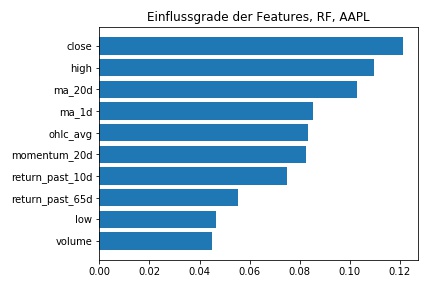 Einflussgrade der Features, RF, AAPL
close
high
ma_20d
ma_1d
ohlc_avg
momentum_20d
return_past_10d
return_past_65d
low
volume
0.00 0.02 0.04 0.06 0.08 0.10 0.12